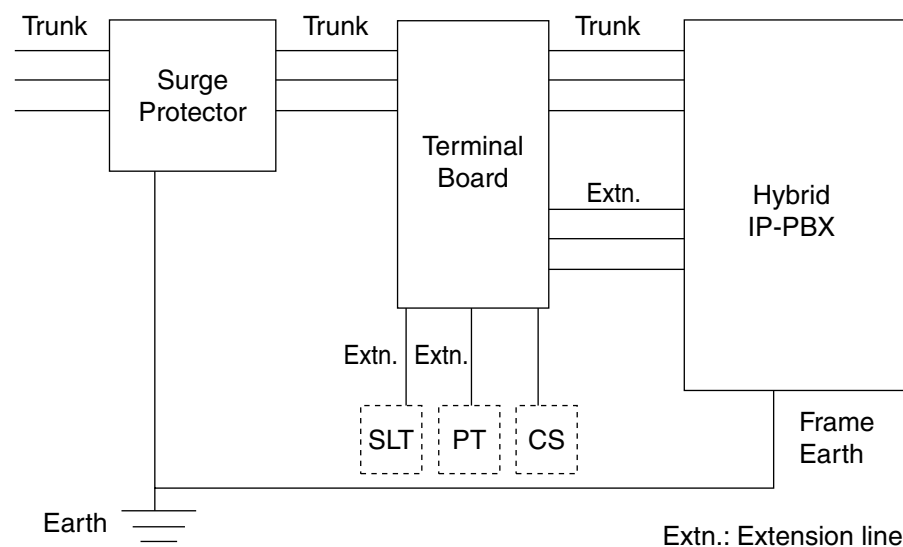 Trunk
Trunk
Trunk
Surge
Protector
Terminal
Board
Extn.
Hybrid
IP-PBX
Extn.
Extn.
SLT
PT
CS
Frame
Earth
Earth
Extn.: Extension line